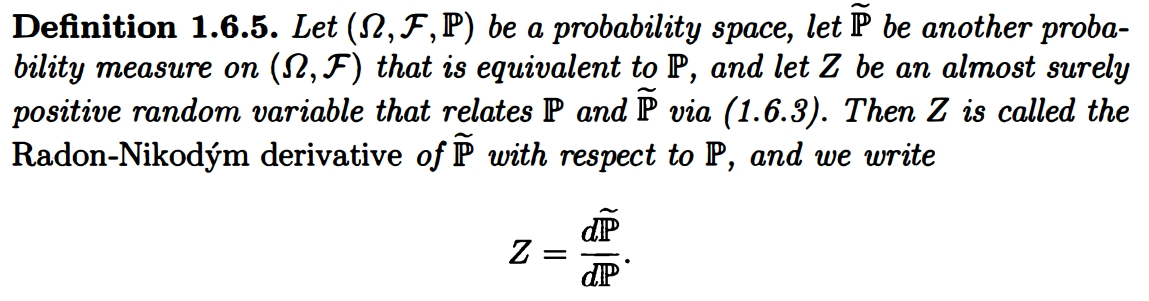 Definition 1.6.5. Let (Ω, ℱ, ℙ) be a probability space, let ℙ̃ be another proba-
bility measure on (Ω, ℱ) that is equivalent to ℙ, and let Z be an almost surely
positive random variable that relates ℙ and ℙ̃ via (1.6.3). Then Z is called the
Radon-Nikodým derivative of ℙ̃ with respect to ℙ, and we write
Z = dℙ̃/dℙ.